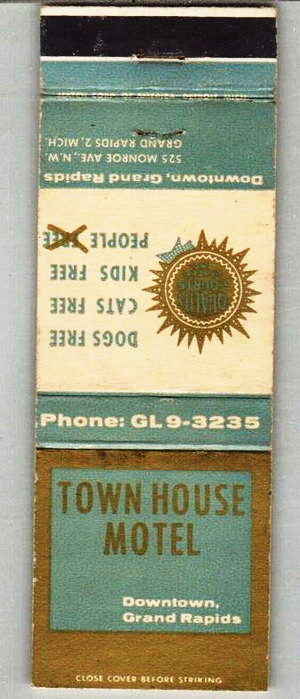 TOWN HOUSE
MOTEL
Downtown,
Grand Rapids
CLOSE COVER BEFORE STRIKING
Phone: GL 9-3235
DOGS FREE
CATS FREE
KIDS FREE
PEOPLE FREE
Downtown, Grand Rapids
525 MONROE AVE., N.W.
GRAND RAPIDS 2, MICH.